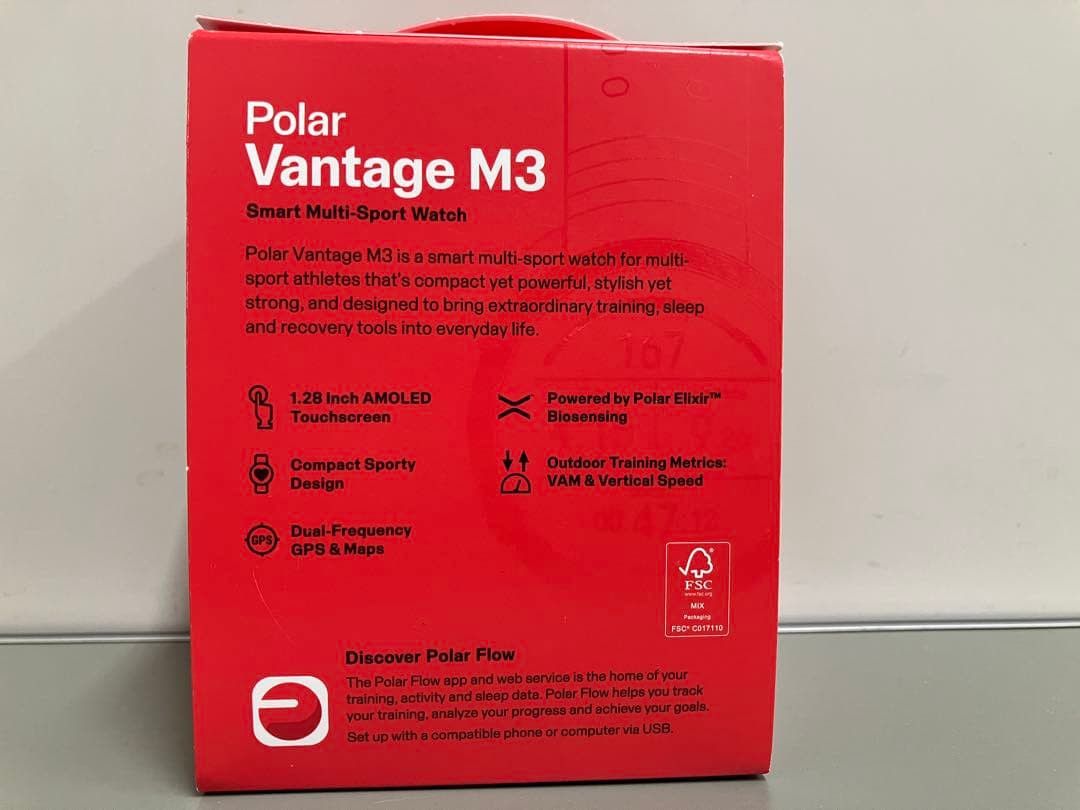 Polar
Vantage M3
Smart Multi-Sport Watch
Polar Vantage M3 is a smart multi-sport watch for multi-
sport athletes that's compact yet powerful, stylish yet
strong, and designed to bring extraordinary training, sleep
and recovery tools into everyday life.
167
1.28 Inch AMOLED
Touchscreen
Powered by Polar Elixir™
Biosensing
Compact Sporty
Design
Outdoor Training Metrics:
VAM & Vertical Speed
GPS
Dual-Frequency
GPS & Maps
FSC
www.fsc.org
MIX
Packaging
FSC® C017110
Discover Polar Flow
The Polar Flow app and web service is the home of your
training, activity and sleep data. Polar Flow helps you track
your training, analyze your progress and achieve your goals.
Set up with a compatible phone or computer via USB.